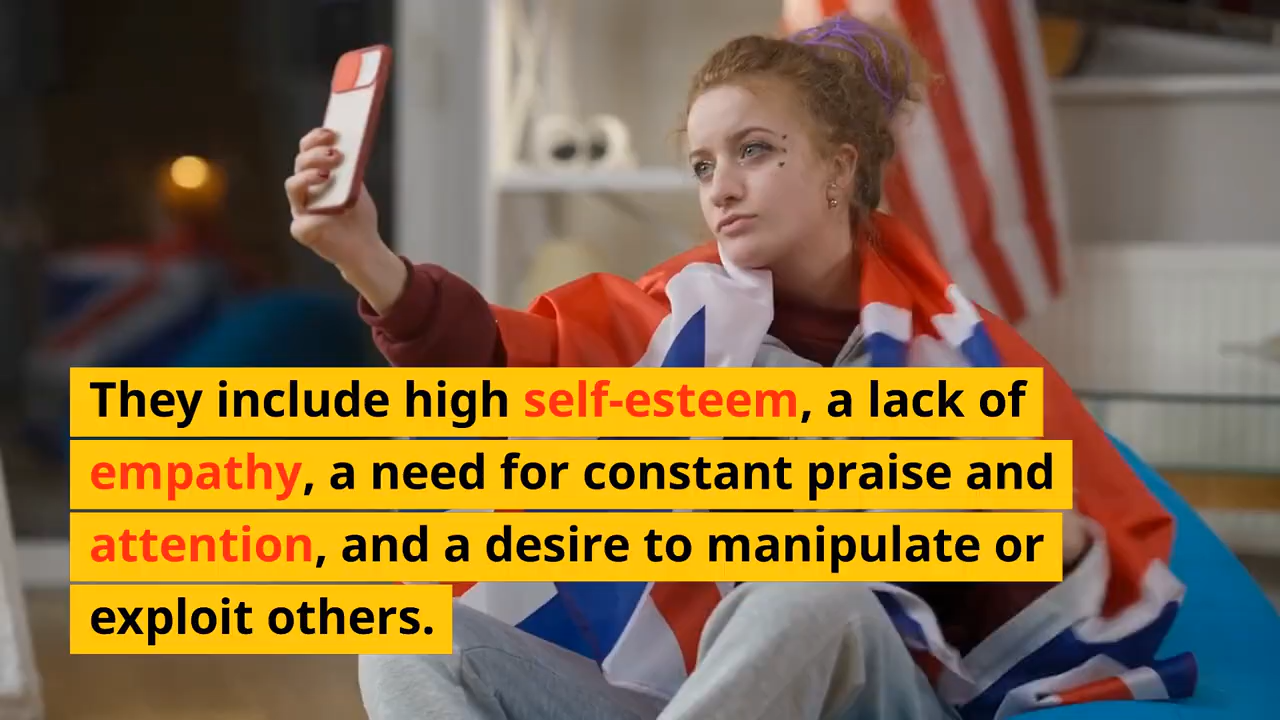 They include high self-esteem, a lack of
empathy, a need for constant praise and
attention, and a desire to manipulate or
exploit others.